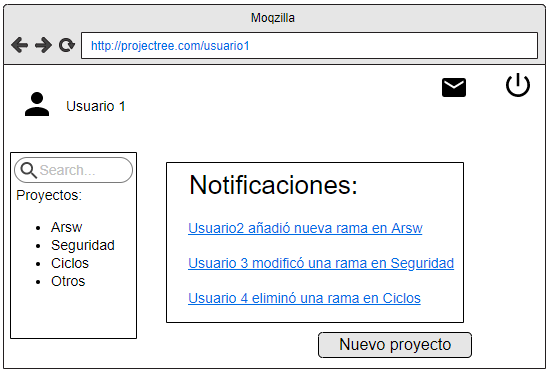 Moqzilla
http://projectree.com/usuario1
Usuario 1
Search...
Proyectos:
Arsw
Seguridad
Ciclos
Otros
Notificaciones:
Usuario2 añadió nueva rama en Arsw
Usuario 3 modificó una rama en Seguridad
Usuario 4 eliminó una rama en Ciclos
Nuevo proyecto